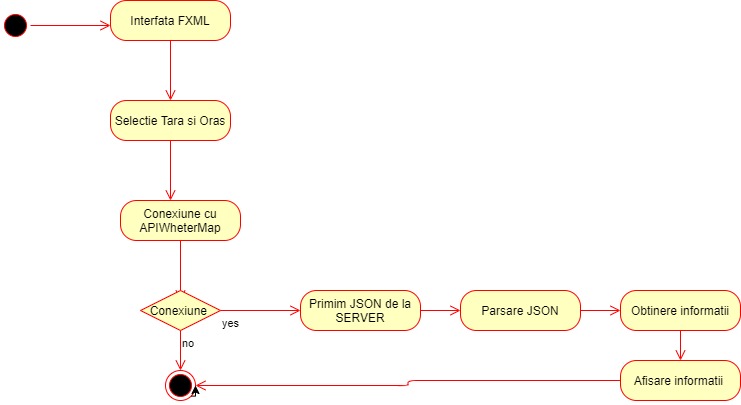 Interfata FXML
Selectie Tara si Oras
Conexiune cu
APIWheterMap
Conexiune
yes
no
Primim JSON de la
SERVER
Parsare JSON
Obtinere informatii
Afisare informatii